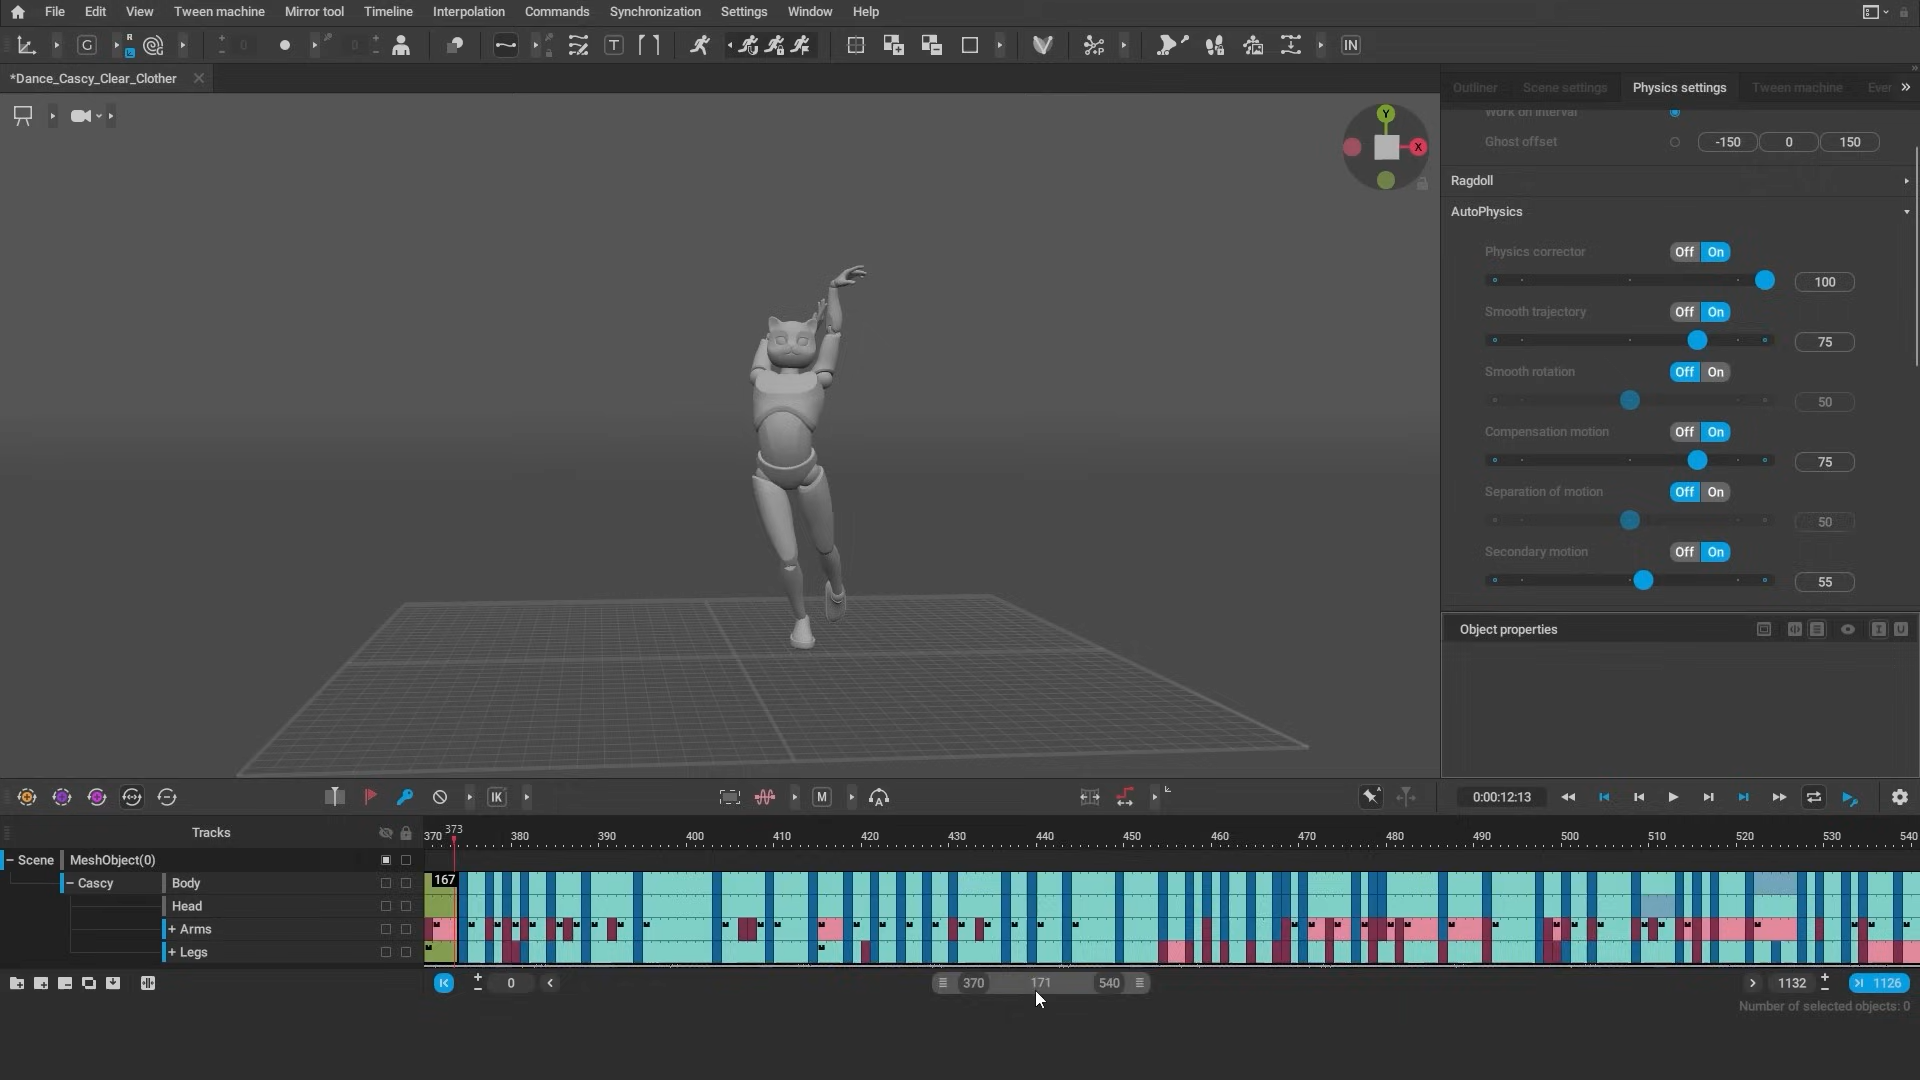 File Edit View Tween machine Mirror tool Timeline Interpolation Commands Synchronization Settings Window Help
G R L 0 0 T P IN
*Dance_Cascy_Clear_Clother
Outliner Scene settings Physics settings Tween machine
Y
X
Work on interval
Ghost offset -150 0 150
Ragdoll
AutoPhysics
Physics corrector Off On
100
Smooth trajectory Off On
75
Smooth rotation Off On
50
Compensation motion Off On
75
Separation of motion Off On
50
Secondary motion Off On
55
Object properties
IK M A 0:00:12:13
Tracks
370 373 380 390 400 410 420 430 440 450 460 470 480 490 500 510 520 530 540
Scene MeshObject(0)
Cascy Body
167
Head
+ Arms
+ Legs
0 370 171 540 1132 1126
Number of selected objects: 0